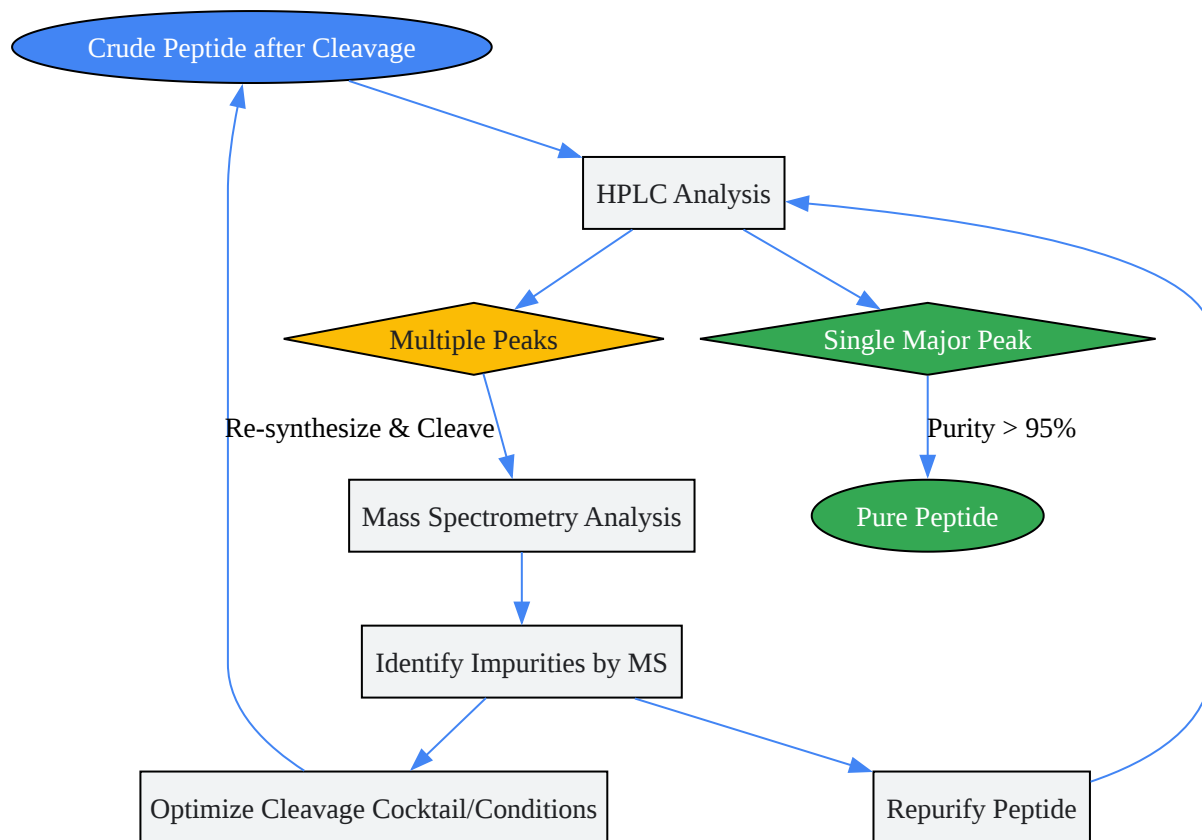 Crude Peptide after Cleavage
HPLC Analysis
Multiple Peaks
Single Major Peak
Re-synthesize & Cleave
Purity > 95%
Mass Spectrometry Analysis
Pure Peptide
Identify Impurities by MS
Optimize Cleavage Cocktail/Conditions
Repurify Peptide